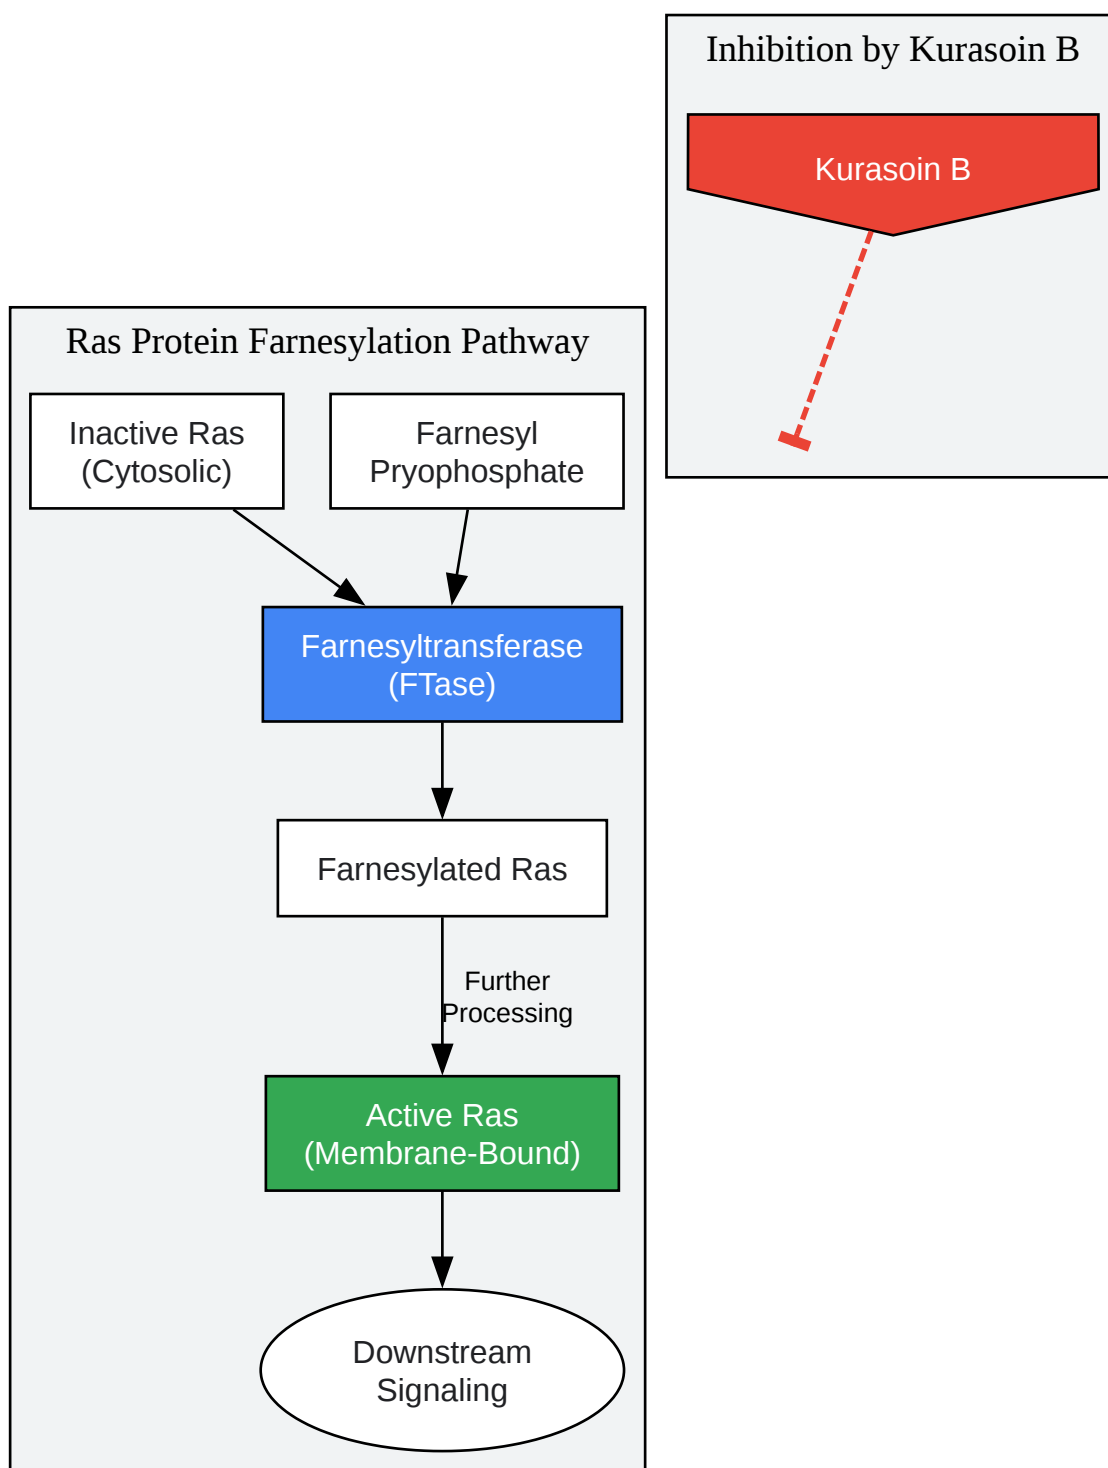 Inhibition by Kurasoin B
Kurasoin B
Ras Protein Farnesylation Pathway
Inactive Ras
(Cytosolic)
Farnesyl
Pryophosphate
Farnesyltransferase
(FTase)
Farnesylated Ras
Further
Processing
Active Ras
(Membrane-Bound)
Downstream
Signaling